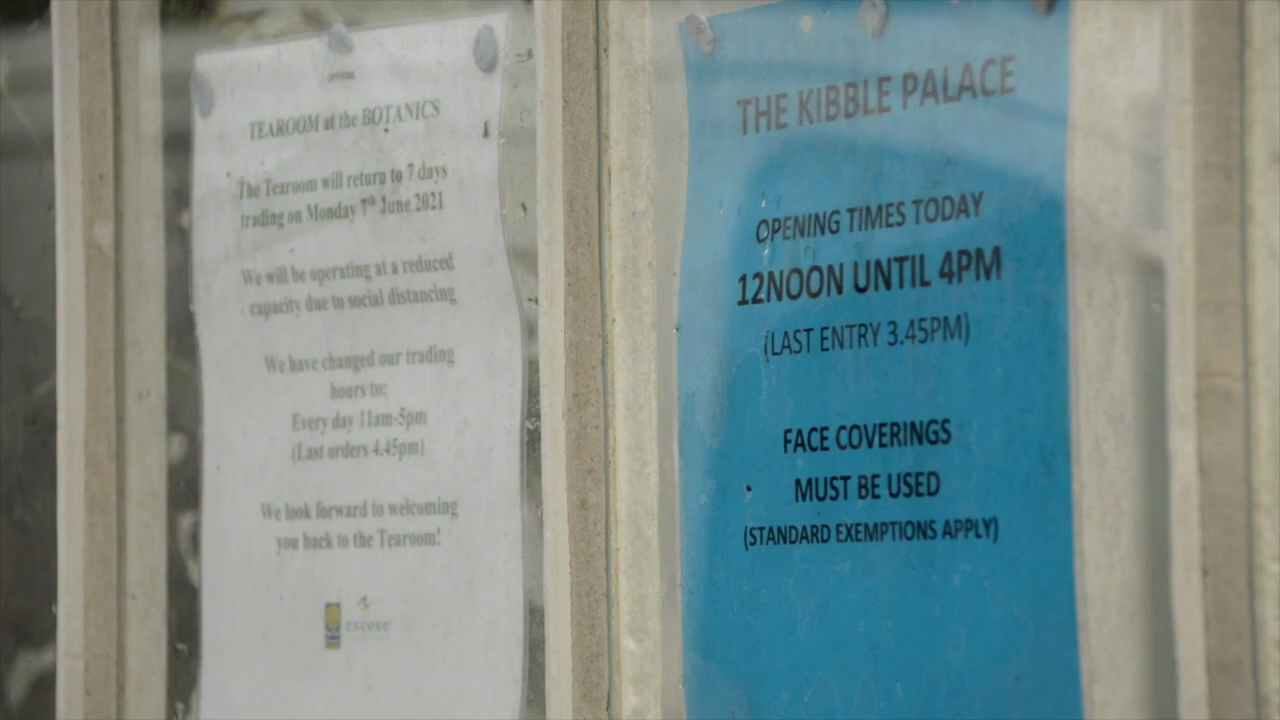 OFFICIAL
TEAROOM at the BOTANICS
The Tearoom will return to 7 days
trading on Monday 7th June 2021
We will be operating at a reduced
capacity due to social distancing
We have changed our trading
hours to:
Every day 11am-5pm
(Last orders 4.45pm)
We look forward to welcoming
you back to the Tearoom!
encore
THE KIBBLE PALACE
OPENING TIMES TODAY
12NOON UNTIL 4PM
(LAST ENTRY 3.45PM)
FACE COVERINGS
MUST BE USED
(STANDARD EXEMPTIONS APPLY)